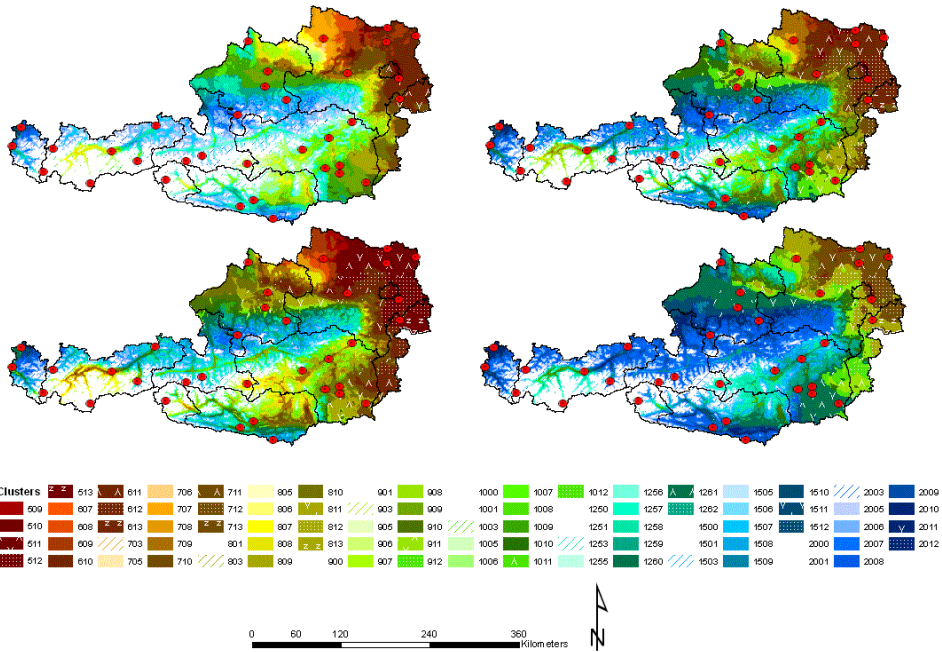 Clusters 513 611 706 711 805 810 901 908 1000 1007 1012 1256 1261 1505 1510 2003 2009
509 607 612 707 712 806 811 903 909 1001 1008 1250 1257 1262 1506 1511 2005 2010
510 608 613 708 713 807 812 905 910 1003 1009 1251 1258 1500 1507 1512 2006 2011
511 609 703 709 801 808 813 906 911 1005 1010 1253 1259 1501 1508 2000 2007 2012
512 610 705 710 803 809 900 907 912 1006 1011 1255 1260 1503 1509 2001 2008
0 60 120 240 360
Kilometers
N